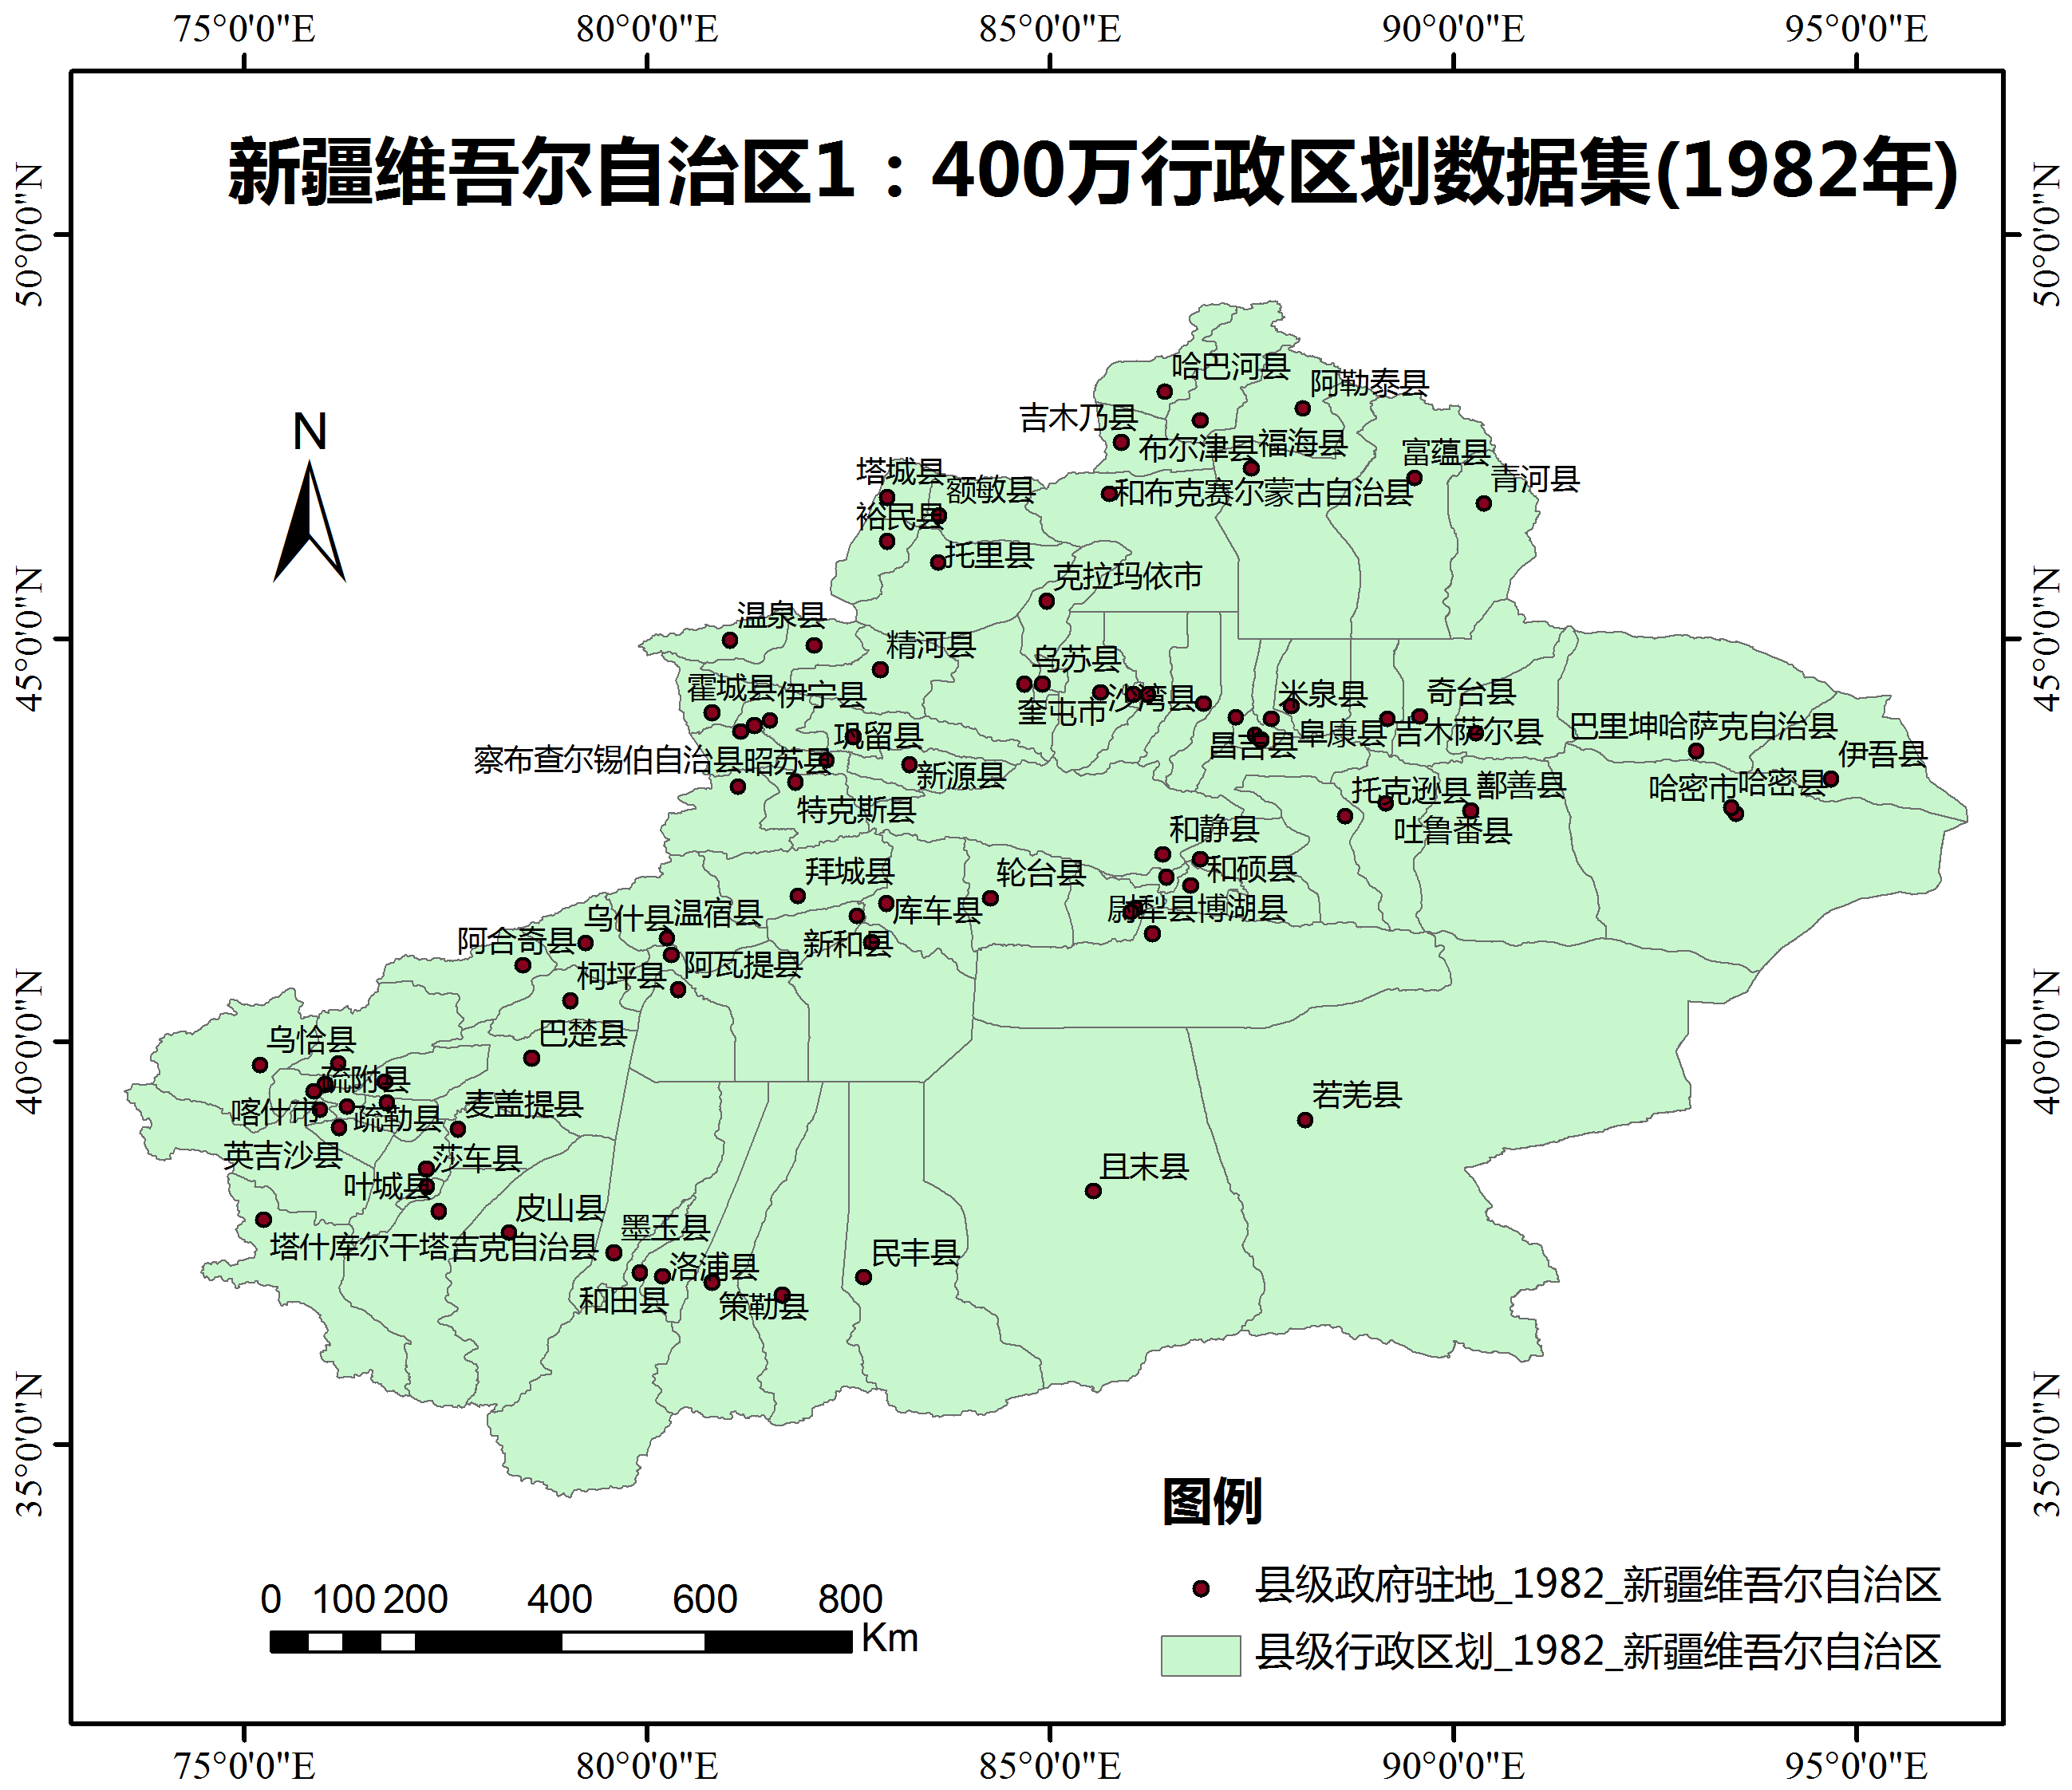 75°0'0"E 80°0'0"E 85°0'0"E 90°0'0"E 95°0'0"E
新疆维吾尔自治区1：400万行政区划数据集(1982年)
50°0'0"N
50°0'0"N
哈巴河县
阿勒泰县
吉木乃县
N
布尔津县
福海县
富蕴县
塔城县
青河县
额敏县
和布克赛尔蒙古自治县
裕民县
托里县
克拉玛依市
45°0'0"N
45°0'0"N
温泉县
精河县
乌苏县
霍城县
伊宁县
米泉县
奇台县
沙湾县
奎屯市
巴里坤哈萨克自治县
巩留县
昌吉县
阜康县
吉木萨尔县
察布查尔锡伯自治县
昭苏县
伊吾县
新源县
托克逊县
鄯善县
哈密市
哈密县
特克斯县
吐鲁番县
和静县
拜城县
轮台县
和硕县
库车县
尉犁县
博湖县
乌什县
温宿县
阿合奇县
新和县
阿瓦提县
柯坪县
40°0'0"N
40°0'0"N
巴楚县
乌恰县
疏附县
若羌县
麦盖提县
喀什市
疏勒县
英吉沙县
莎车县
且末县
叶城县
皮山县
墨玉县
塔什库尔干塔吉克自治县
民丰县
洛浦县
和田县
策勒县
35°0'0"N
35°0'0"N
图例
县级政府驻地_1982_新疆维吾尔自治区
县级行政区划_1982_新疆维吾尔自治区
0 100 200 400 600 800
Km
75°0'0"E 80°0'0"E 85°0'0"E 90°0'0"E 95°0'0"E